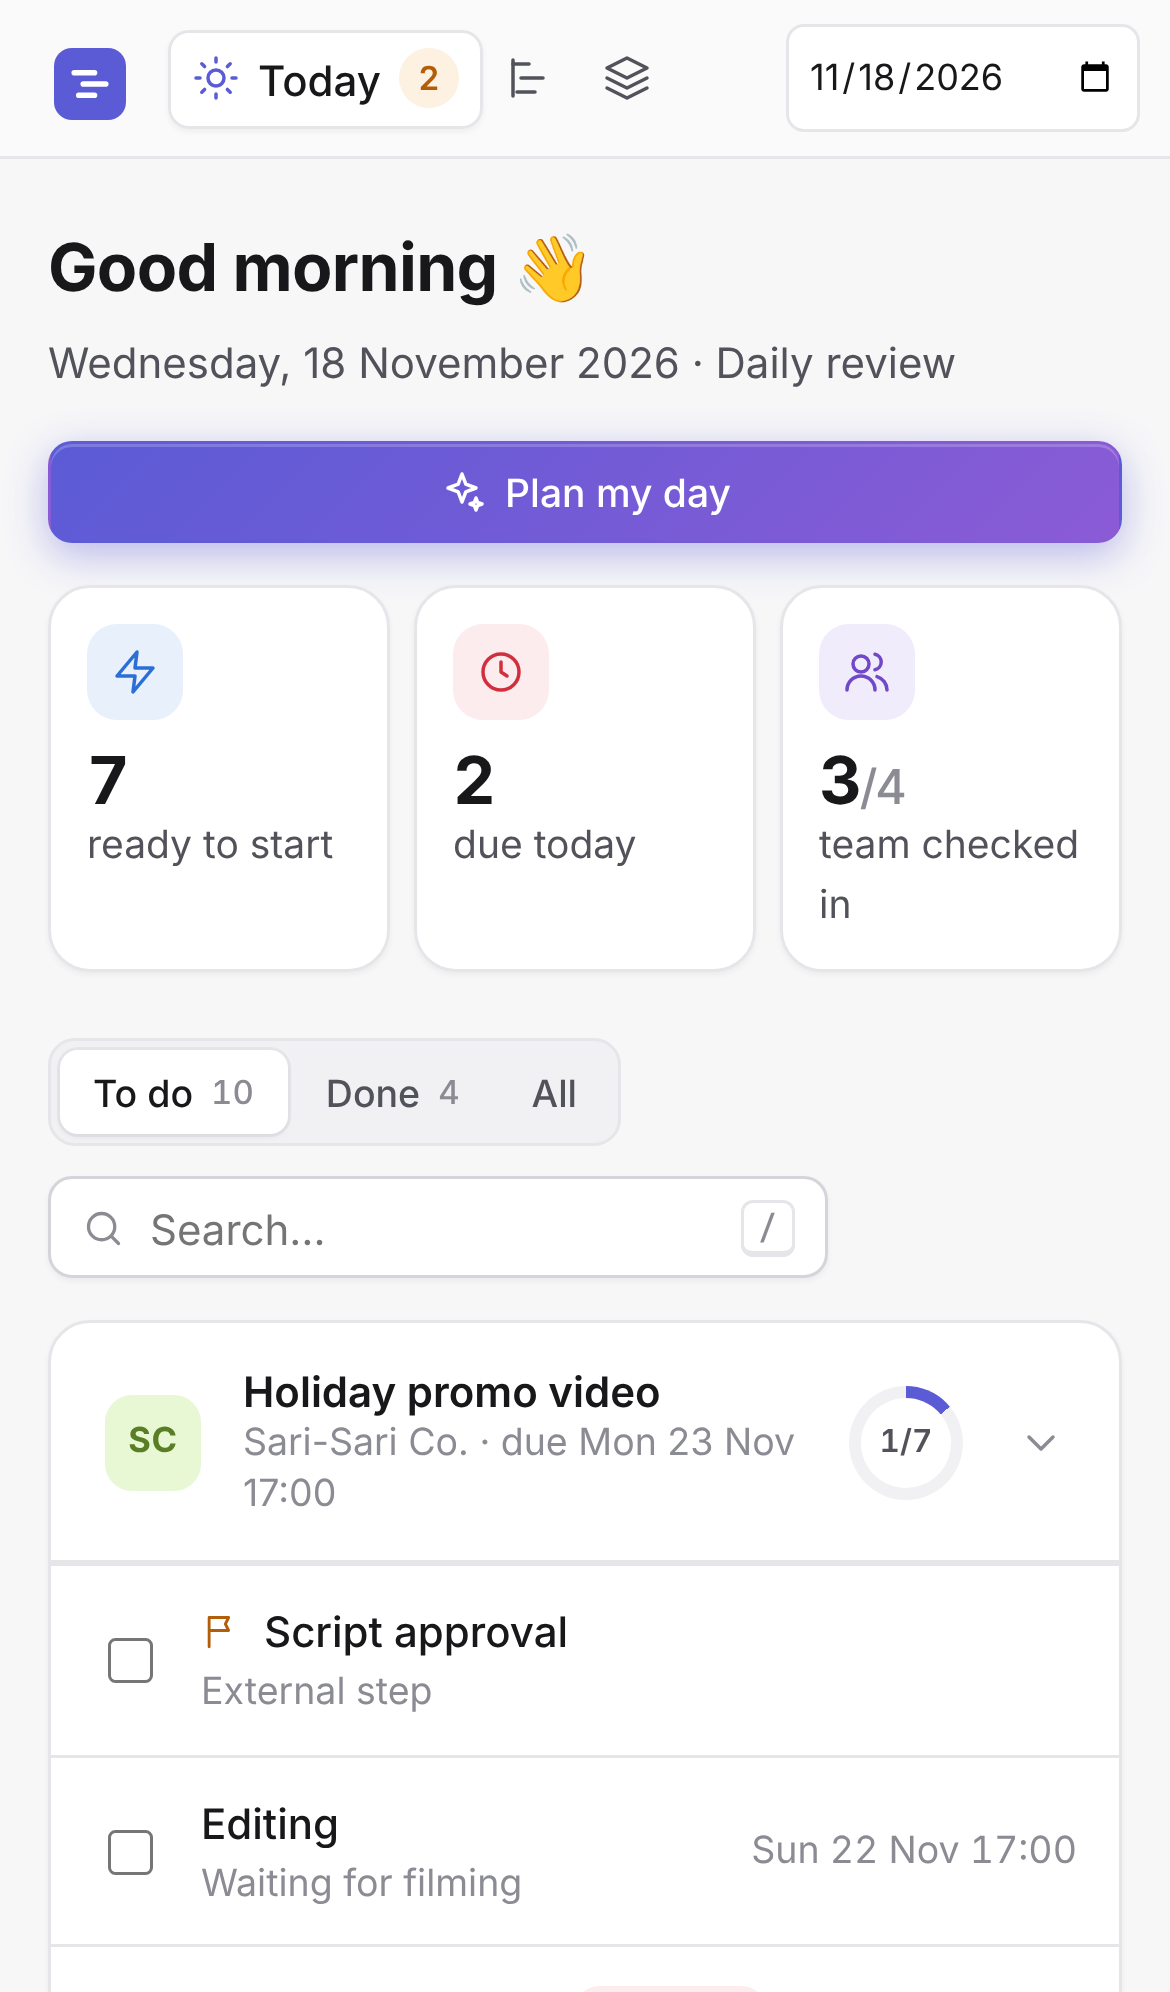 Today 2
11/18/2026
Good morning 👋
Wednesday, 18 November 2026 · Daily review
Plan my day
7
ready to start
2
due today
3/4
team checked
in
To do 10
Done 4
All
Search...
/
SC
Holiday promo video
Sari-Sari Co. · due Mon 23 Nov
17:00
1/7
Script approval
External step
Editing
Waiting for filming
Sun 22 Nov 17:00